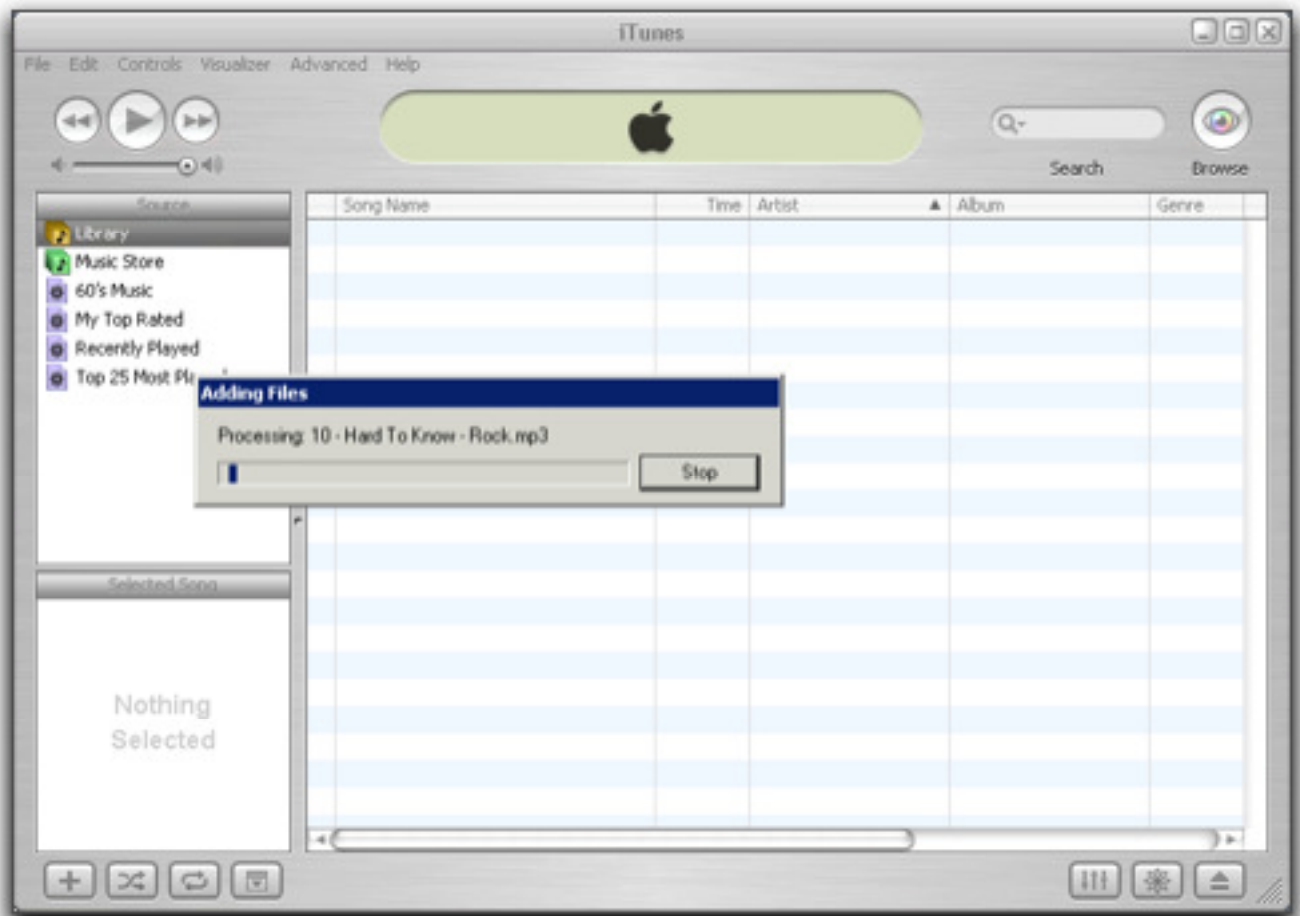 iTunes
File Edit Controls Visualizer Advanced Help
Search
Browse
Source
Song Name Time Artist Album Genre
Library
Music Store
60's Music
My Top Rated
Recently Played
Top 25 Most
Adding Files
Processing: 10 - Hard To Know - Rock.mp3
Stop
Selected Song
Nothing
Selected